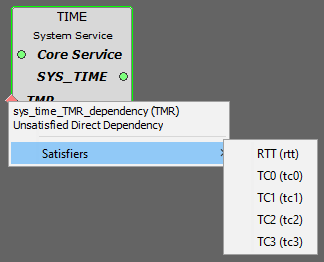 TIME
System Service
Core Service
SYS_TIME
TMR
sys_time_TMR_dependency (TMR)
Unsatisfied Direct Dependency
Satisfiers
RTT (rtt)
TC0 (tc0)
TC1 (tc1)
TC2 (tc2)
TC3 (tc3)